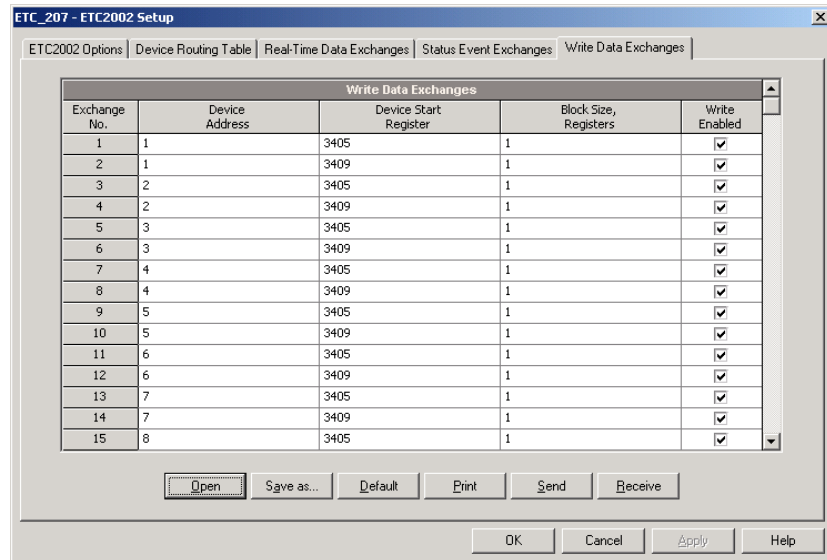 ETC_207 - ETC2002 Setup
ETC2002 Options Device Routing Table Real-Time Data Exchanges Status Event Exchanges Write Data Exchanges
Write Data Exchanges
Exchange No. Device Address Device Start Register Block Size, Registers Write Enabled
1 1 3405 1
2 1 3409 1
3 2 3405 1
4 2 3409 1
5 3 3405 1
6 3 3409 1
7 4 3405 1
8 4 3409 1
9 5 3405 1
10 5 3409 1
11 6 3405 1
12 6 3409 1
13 7 3405 1
14 7 3409 1
15 8 3405 1
Open Save as... Default Print Send Receive
OK Cancel Apply Help